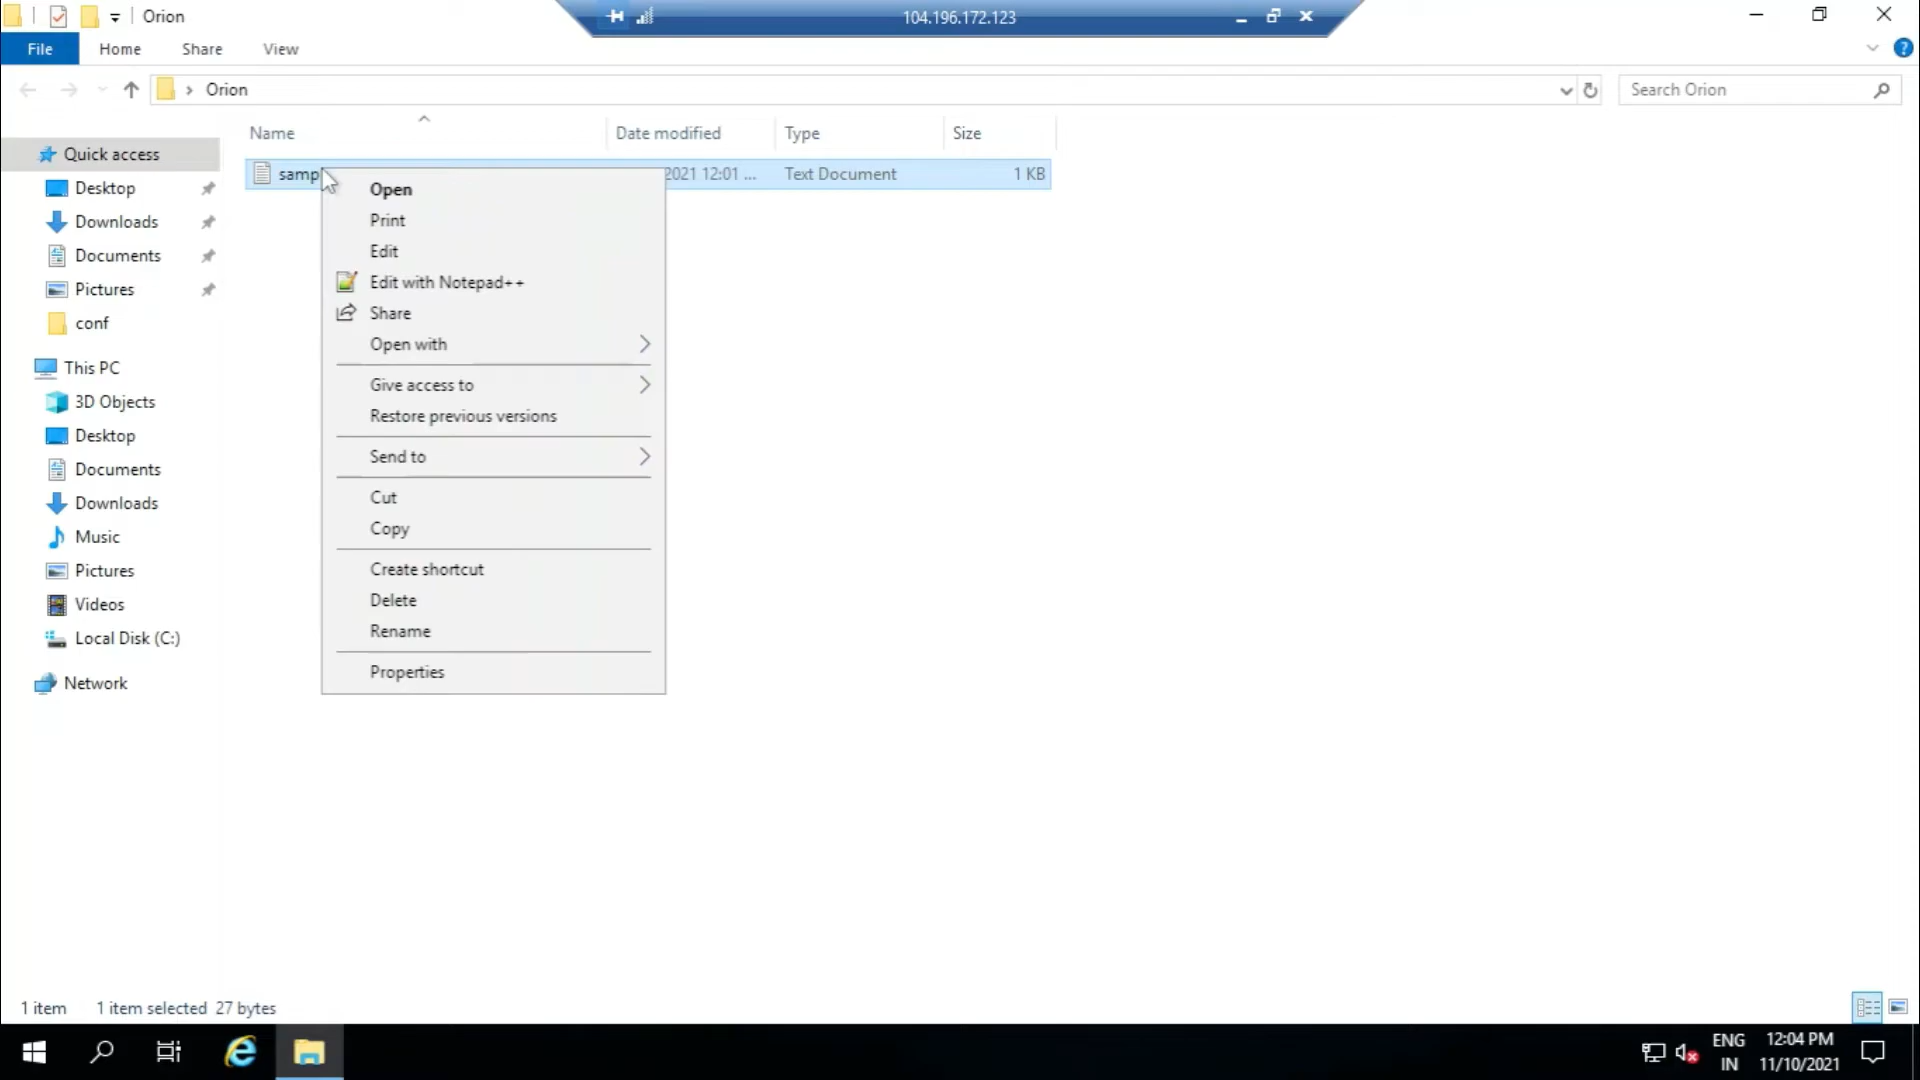 Orion
104.196.172.123
File Home Share View
Orion
Search Orion
Name Date modified Type Size
Quick access
samp 2021 12:01 ... Text Document 1 KB
Desktop
Downloads
Documents
Pictures
conf
This PC
3D Objects
Desktop
Documents
Downloads
Music
Pictures
Videos
Local Disk (C:)
Network
Open
Print
Edit
Edit with Notepad++
Share
Open with
Give access to
Restore previous versions
Send to
Cut
Copy
Create shortcut
Delete
Rename
Properties
1 item 1 item selected 27 bytes
ENG 12:04 PM
IN 11/10/2021